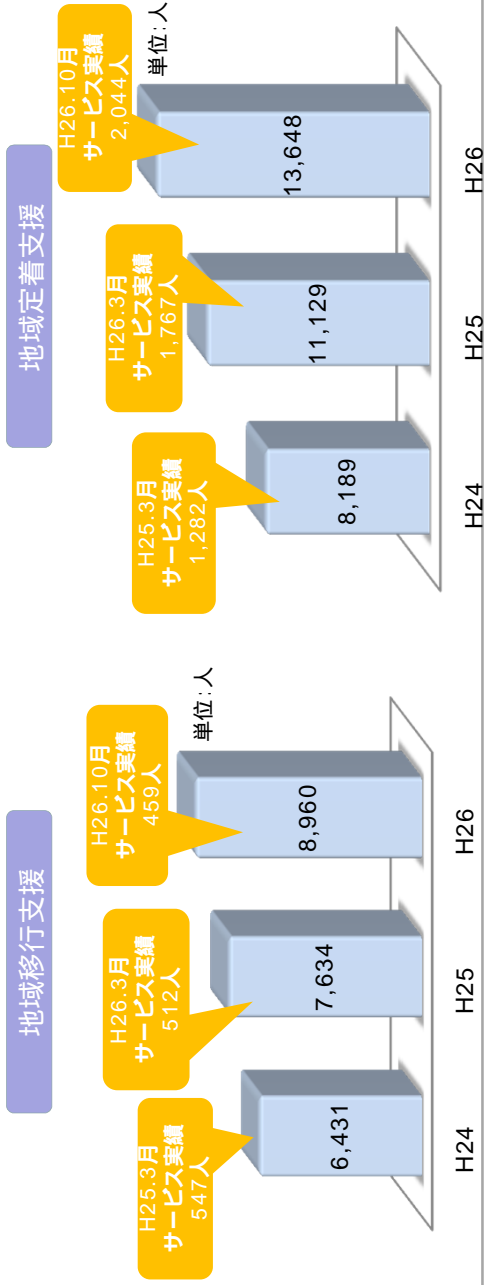 地域移行支援
H25.3月
サービス実績
547人
H26.3月
サービス実績
512人
H26.10月
サービス実績
459人
単位:人
6,431
7,634
8,960
H24
H25
H26
地域定着支援
H25.3月
サービス実績
1,282人
H26.3月
サービス実績
1,767人
H26.10月
サービス実績
2,044人
単位:人
8,189
11,129
13,648
H24
H25
H26